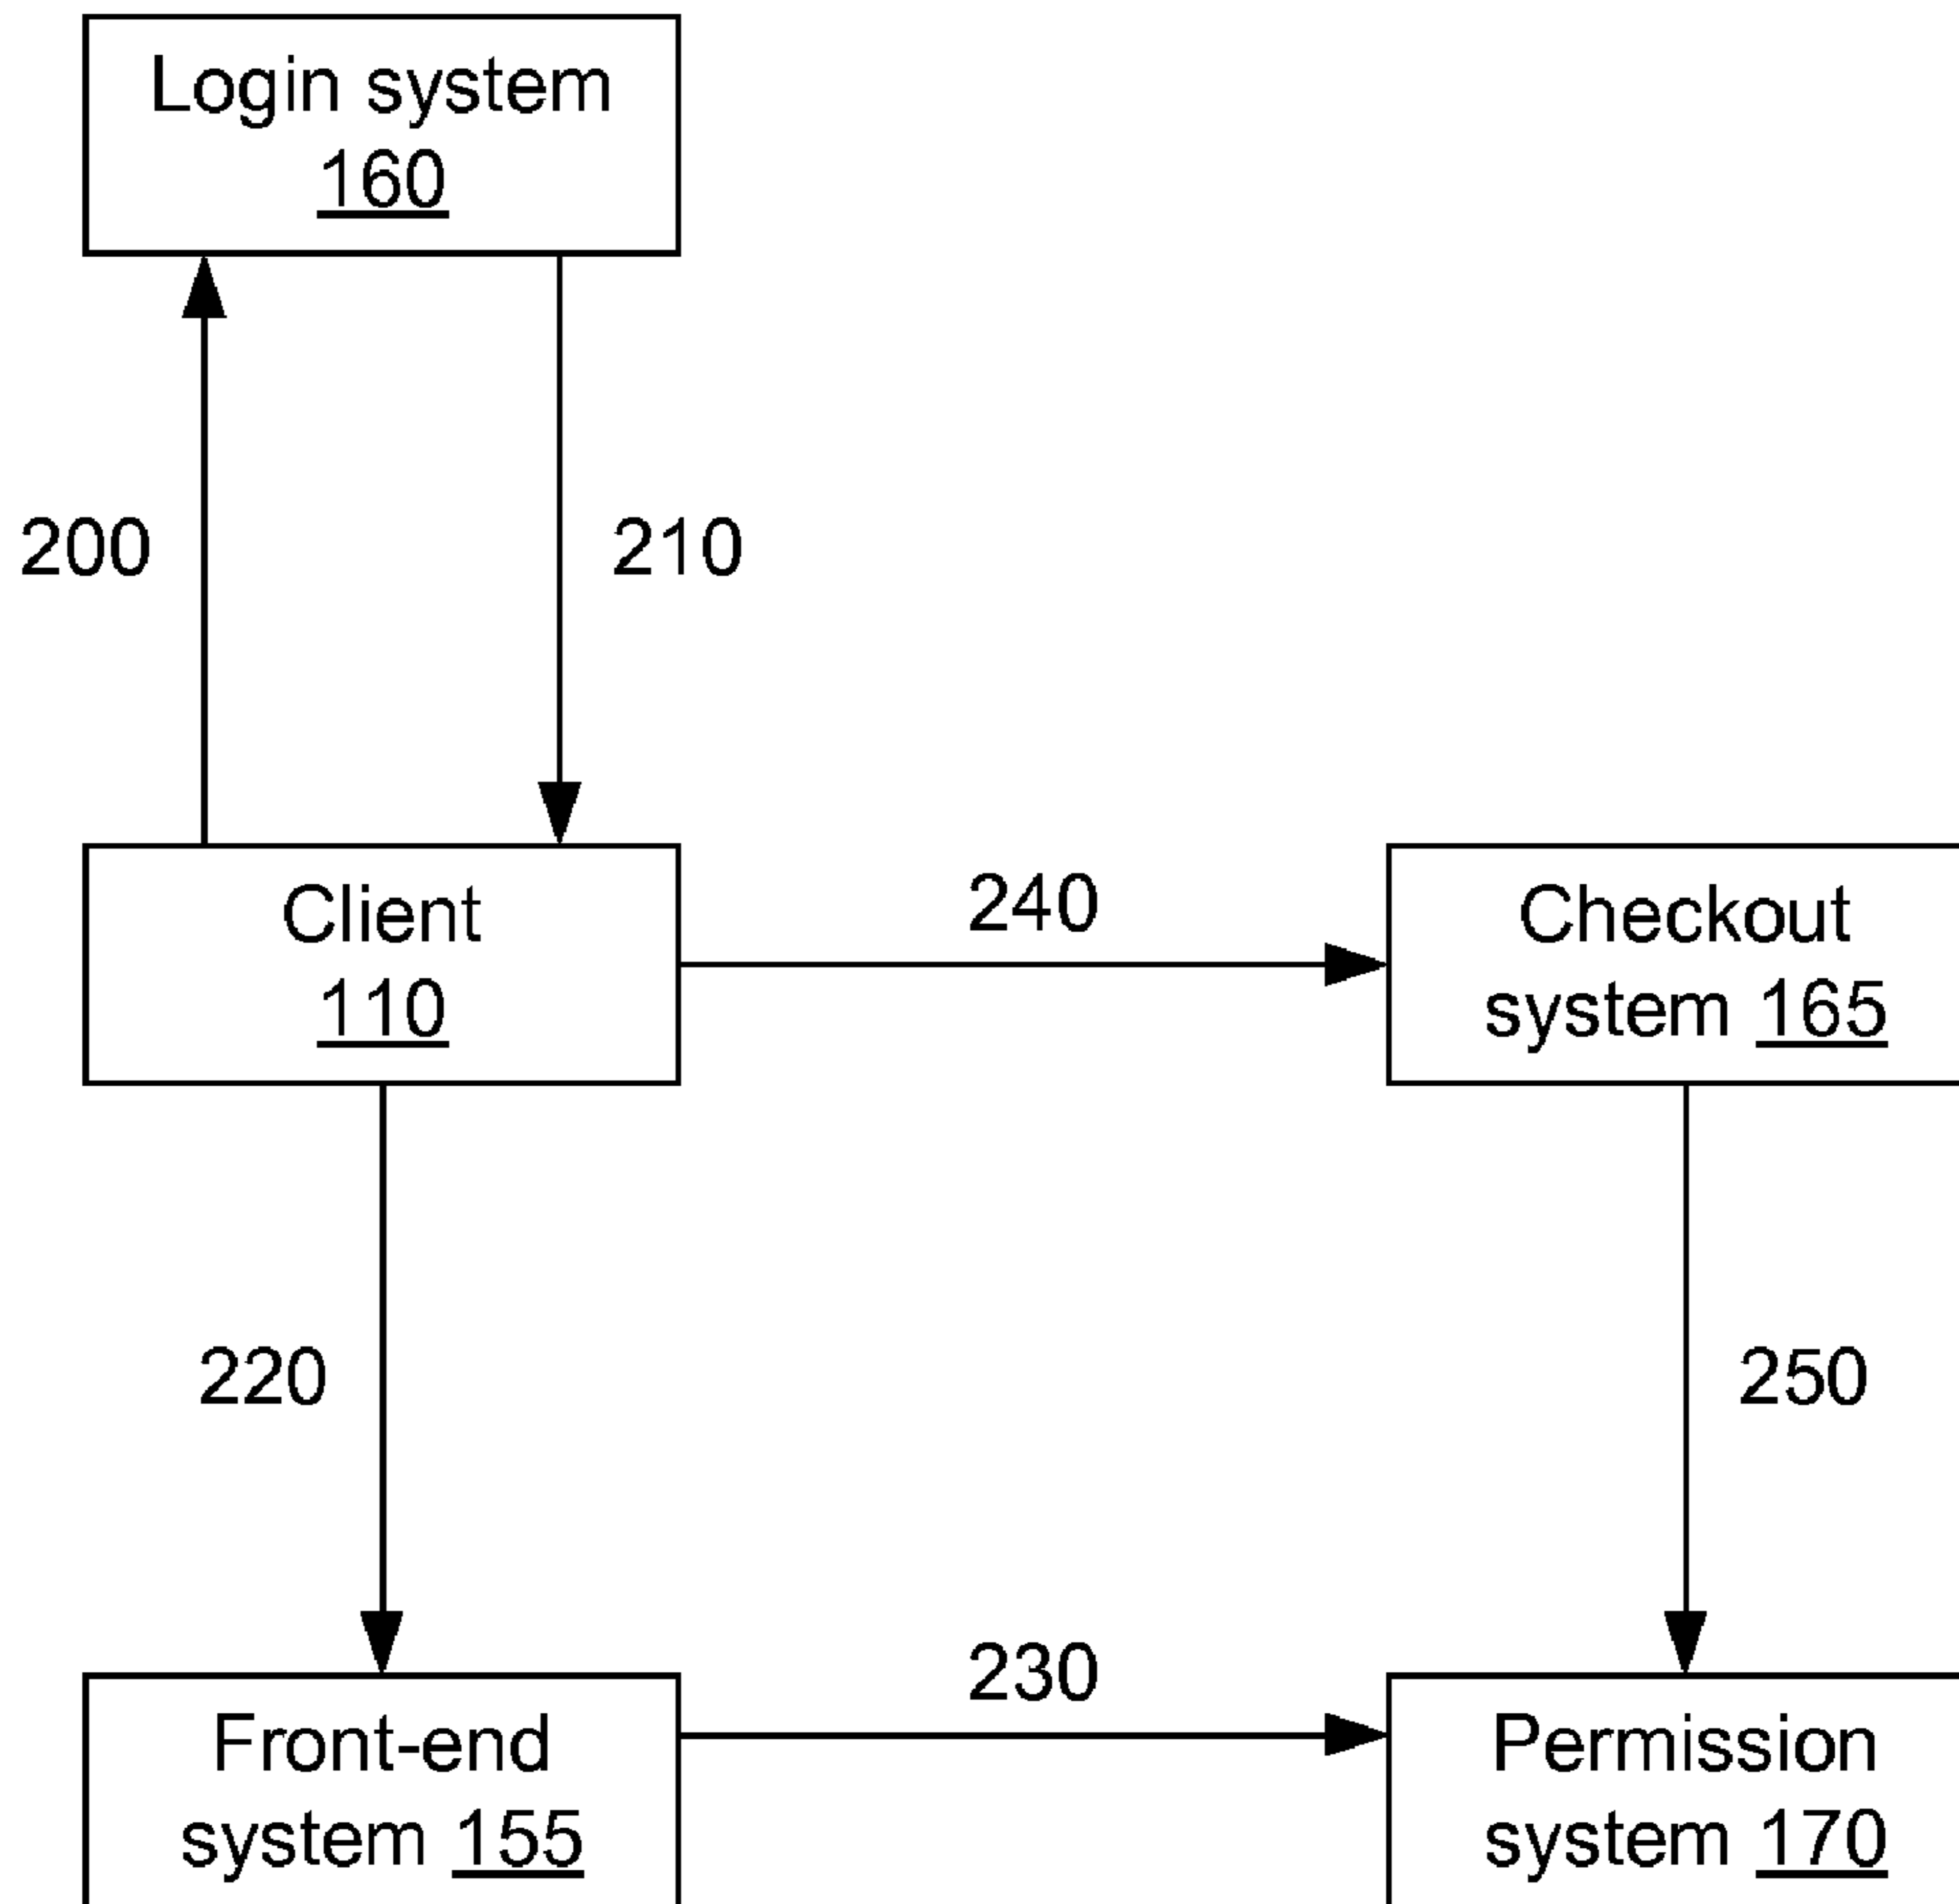 Login system
160
200
210
Client
110
240
Checkout
system 165
220
250
230
Front-end
system 155
Permission
system 170